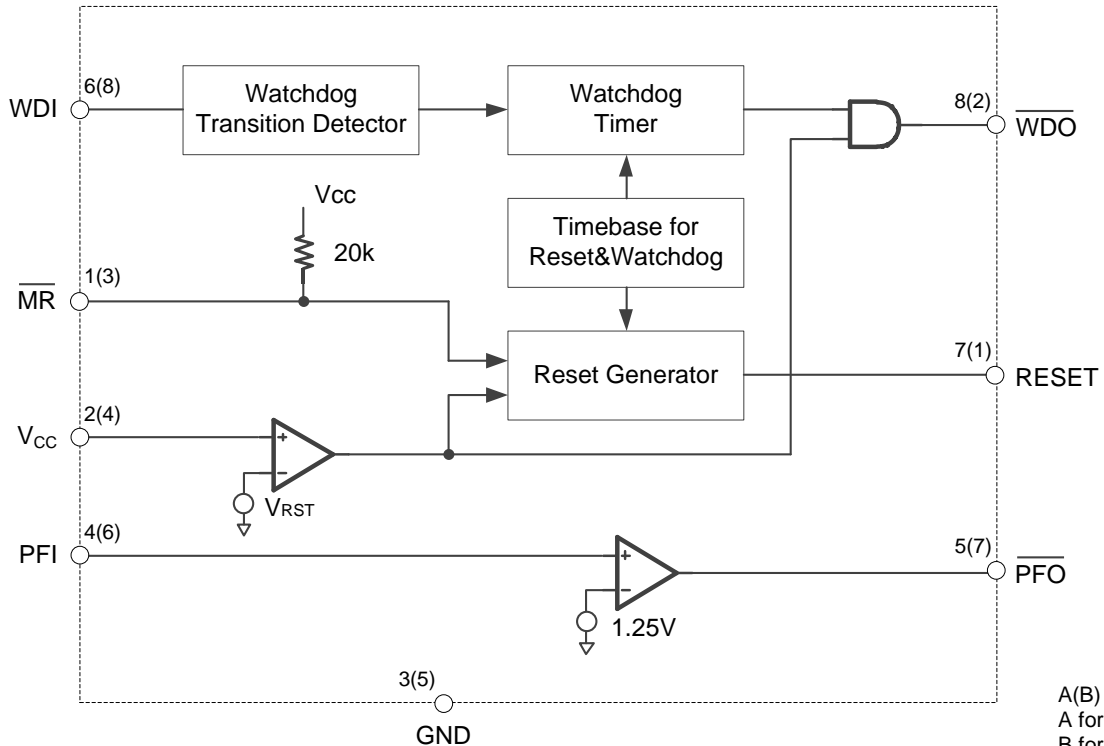 6(8)
WDI
Watchdog
Transition Detector
Watchdog
Timer
8(2)
WDO
Vcc
20k
Timebase for
Reset&Watchdog
1(3)
MR
Reset Generator
7(1)
RESET
2(4)
VCC
+
−
VRST
4(6)
PFI
+
−
1.25V
5(7)
PFO
3(5)
GND
A(B)
A for
B for